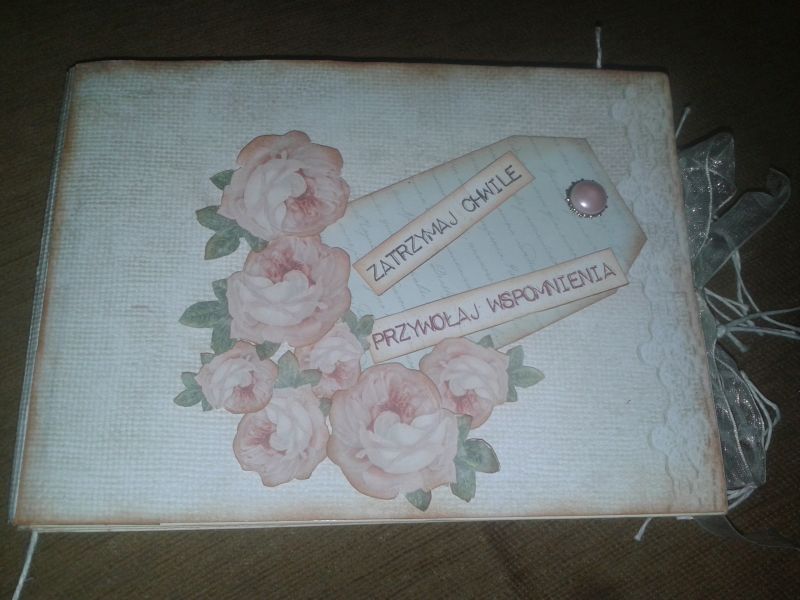 ZATRZYMAJ CHWILE
PRZYWOŁAJ WSPOMNIENIA